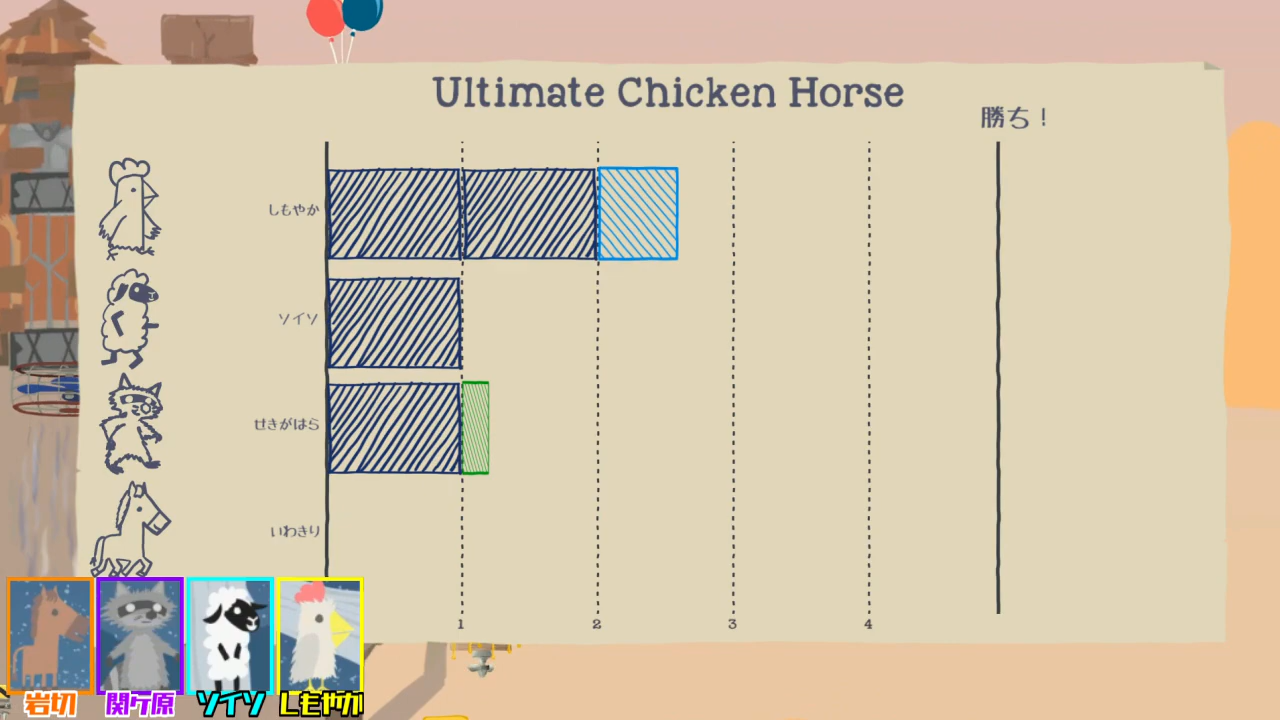 Ultimate Chicken Horse
勝ち！
しもやか
ソイソ
せきがはら
いわきり
1 2 3 4
岩切 関ケ原 ソイソ しもやか